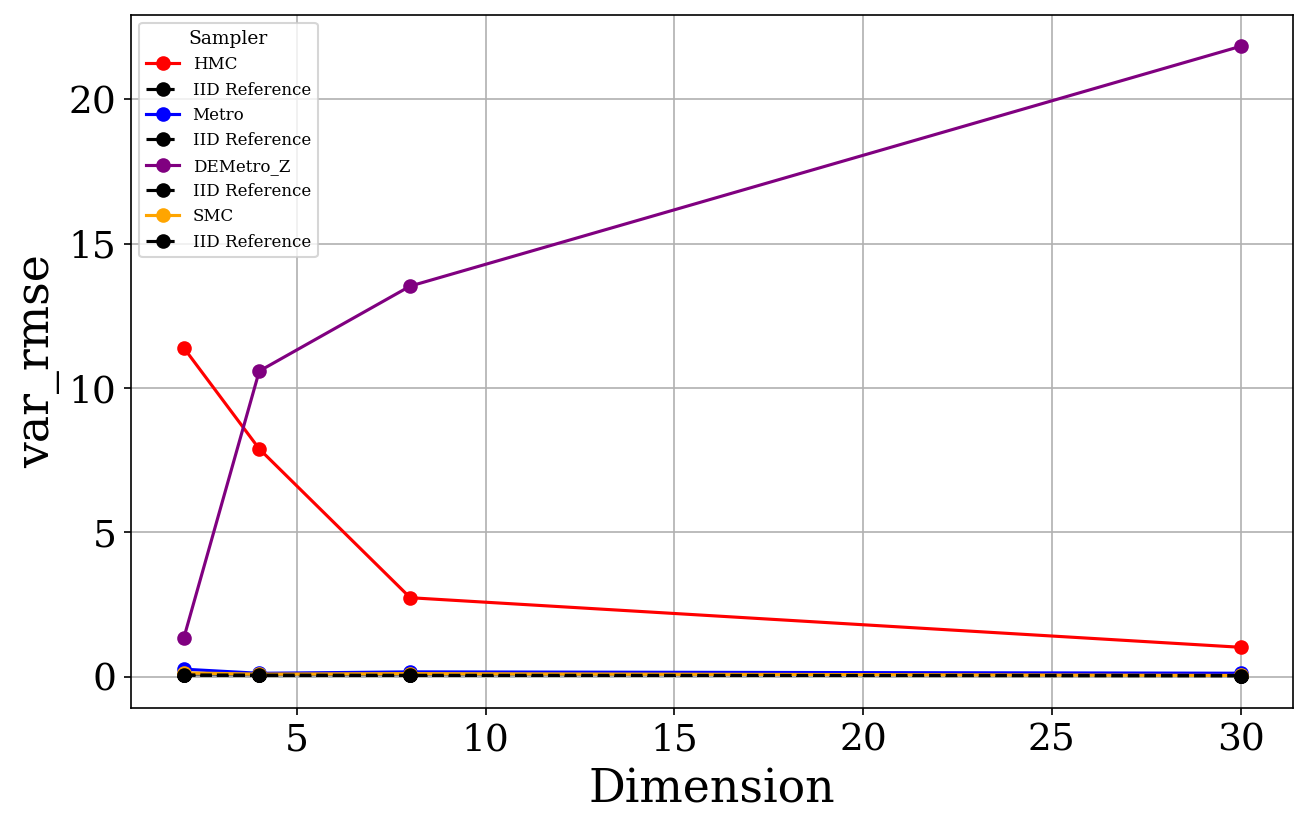 Sampler
HMC
IID Reference
Metro
IID Reference
DEMetro_Z
IID Reference
SMC
IID Reference
var_rmse
20
15
10
5
0
5
10
15
20
25
30
Dimension